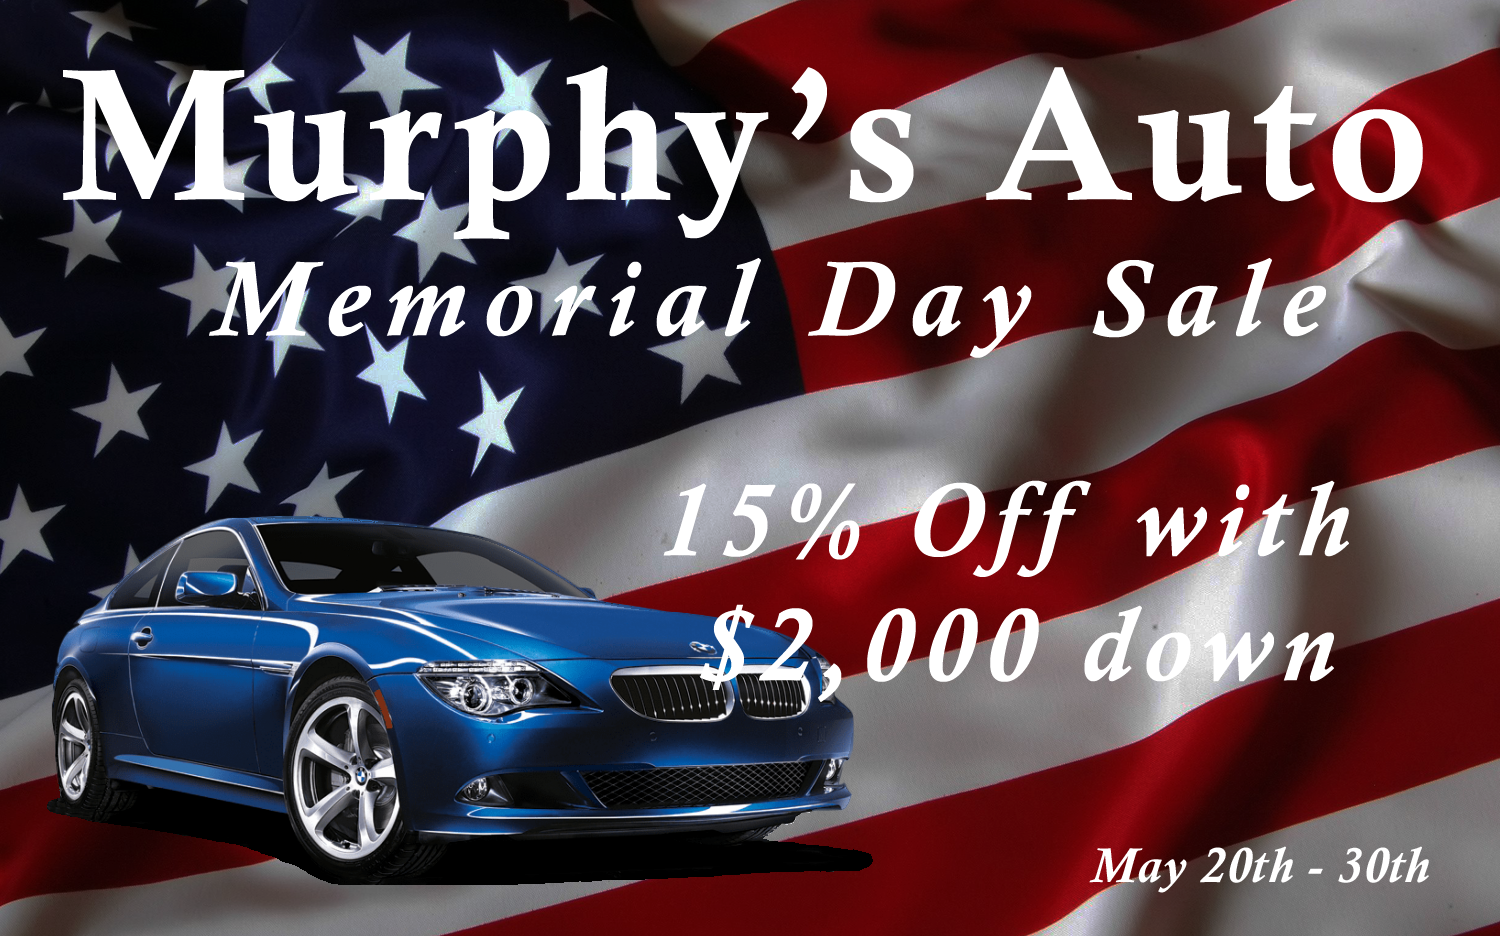 Murphy’s Auto
Memorial Day Sale
15% Off with
$2,000 down
May 20th - 30th